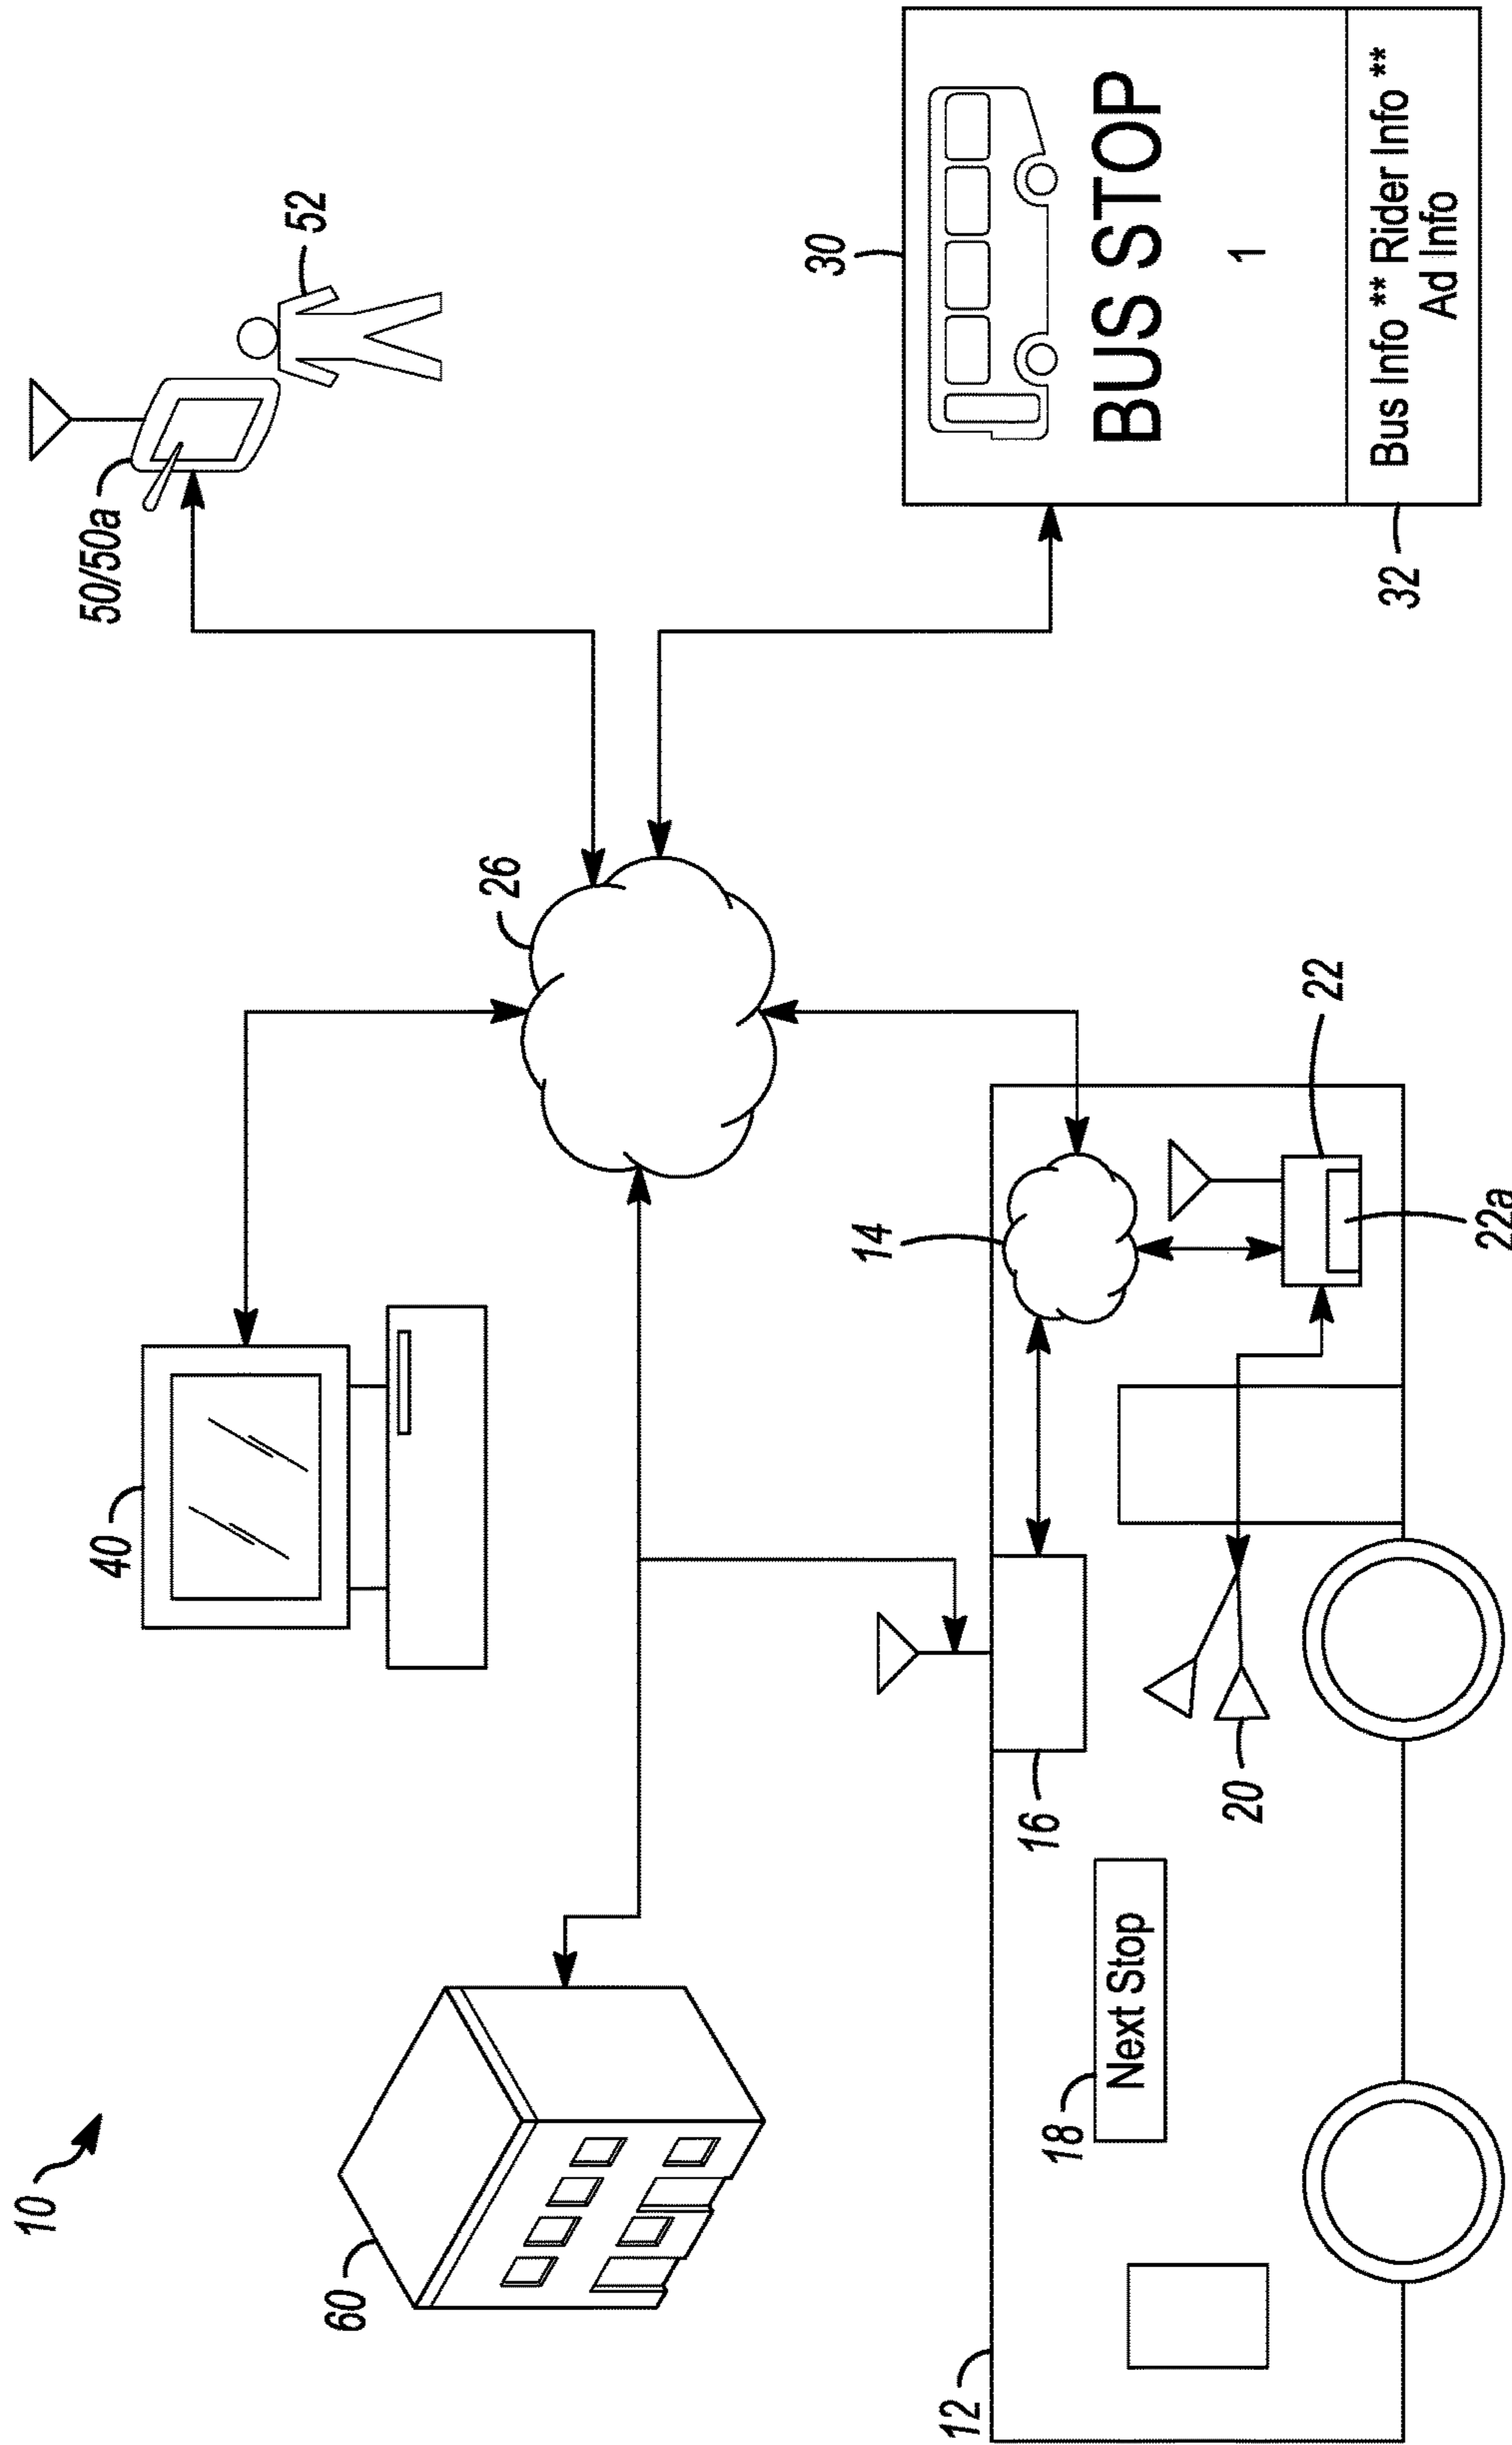 10
60
40
26
50/50a
52
12
18
Next Stop
16
20
14
22
22a
30
BUS STOP
1
32
Bus Info ** Rider Info **
Ad Info